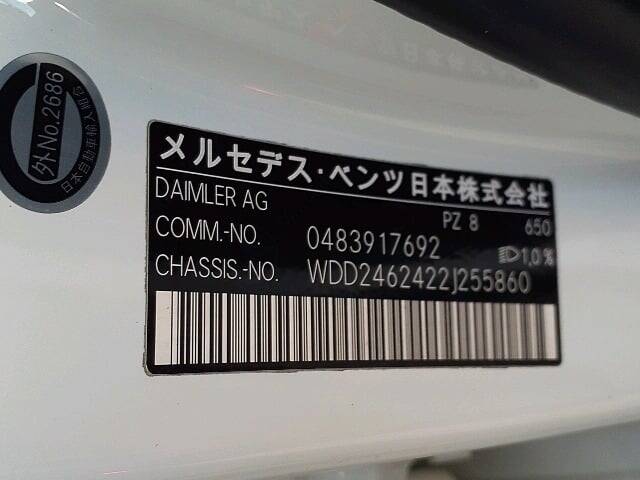 外No.2686
日本自動車輸入組合
メルセデス・ベンツ日本株式会社
DAIMLER AG
PZ 8 650
COMM.-NO. 0483917692
1,0%
CHASSIS.-NO. WDD2462422J255860